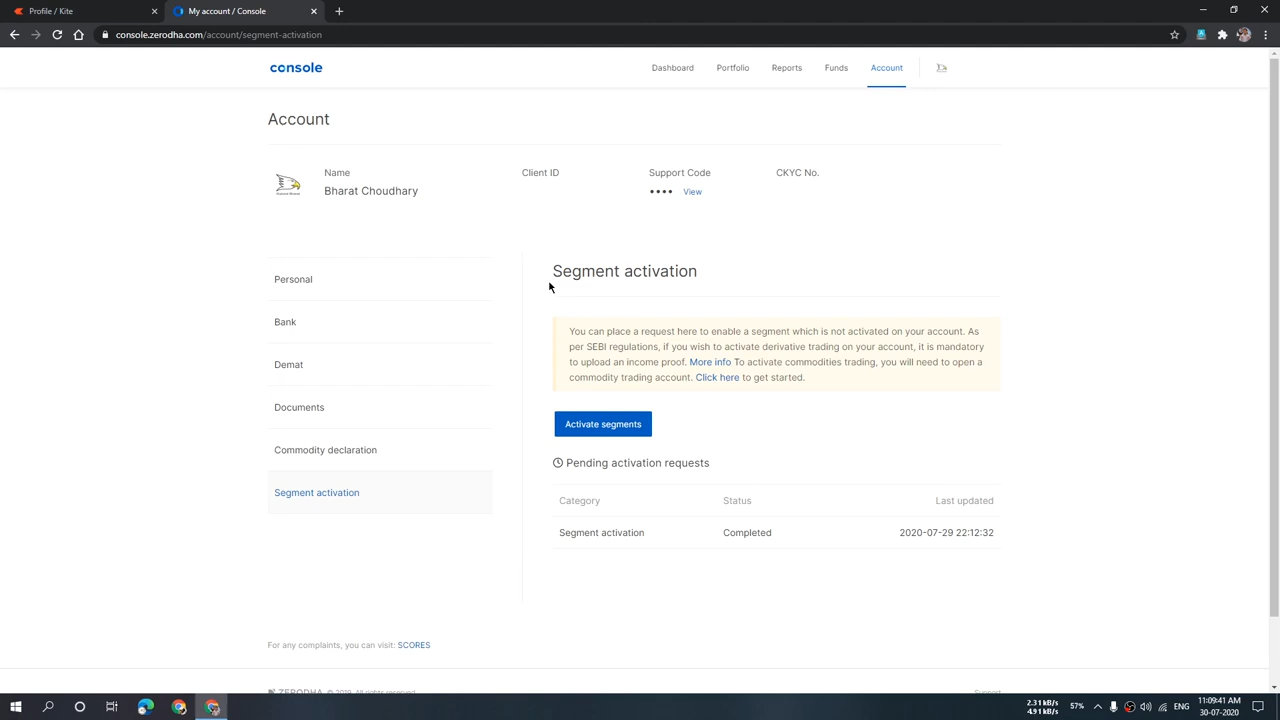 Profile / Kite
My account / Console
console.zerodha.com/account/segment-activation
console
Dashboard
Portfolio
Reports
Funds
Account
Account
Name
Client ID
Support Code
CKYC No.
Bharat Choudhary
•••• View
Personal
Bank
Demat
Documents
Commodity declaration
Segment activation
Segment activation
You can place a request here to enable a segment which is not activated on your account. As
per SEBI regulations, if you wish to activate derivative trading on your account, it is mandatory
to upload an income proof. More info To activate commodities trading, you will need to open a
commodity trading account. Click here to get started.
Activate segments
Pending activation requests
Category Status Last updated
Segment activation Completed 2020-07-29 22:12:32
For any complaints, you can visit: SCORES
ZERODHA © 2019. All rights reserved.
Support
2.31 kB/s
4.91 kB/s
57%
ENG
11:09:41 AM
30-07-2020